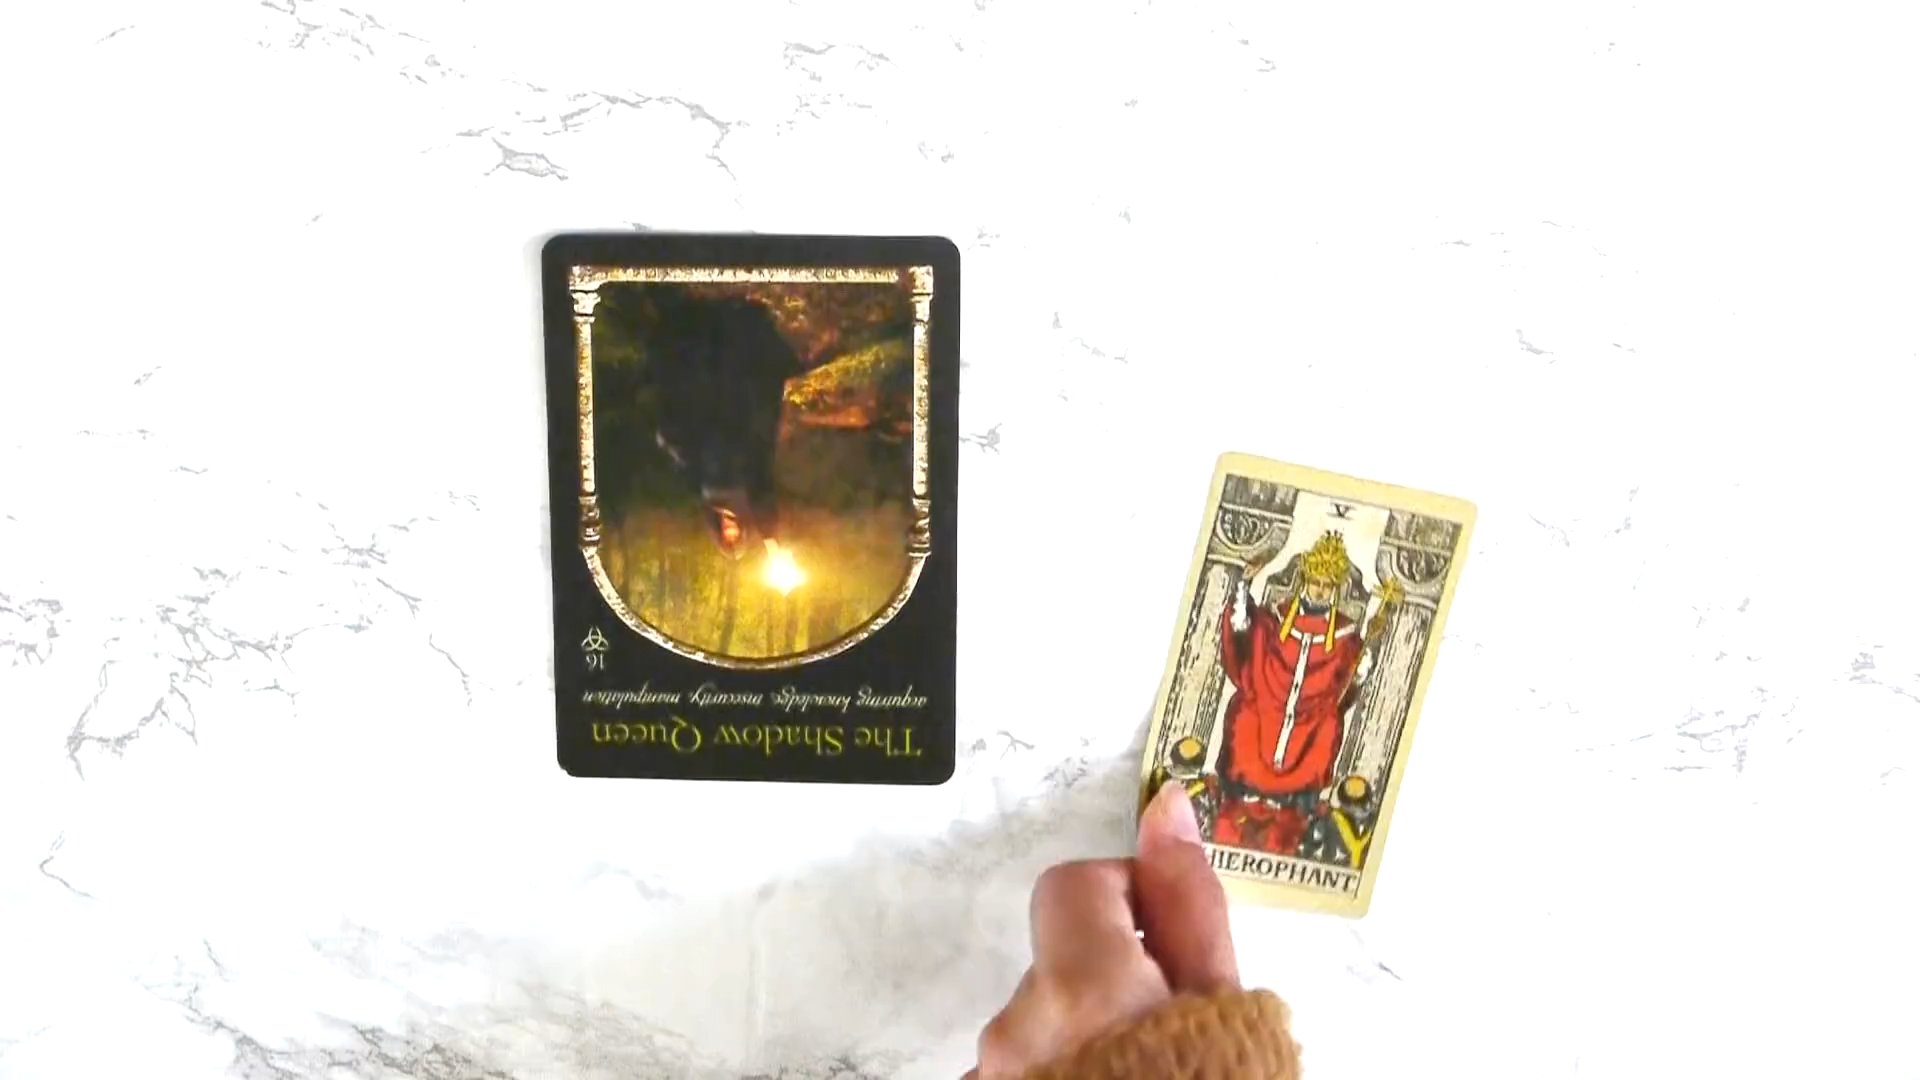 The Shadow Queen
acquiring knowledge, insecurity, manipulation
16
V
HIEROPHANT